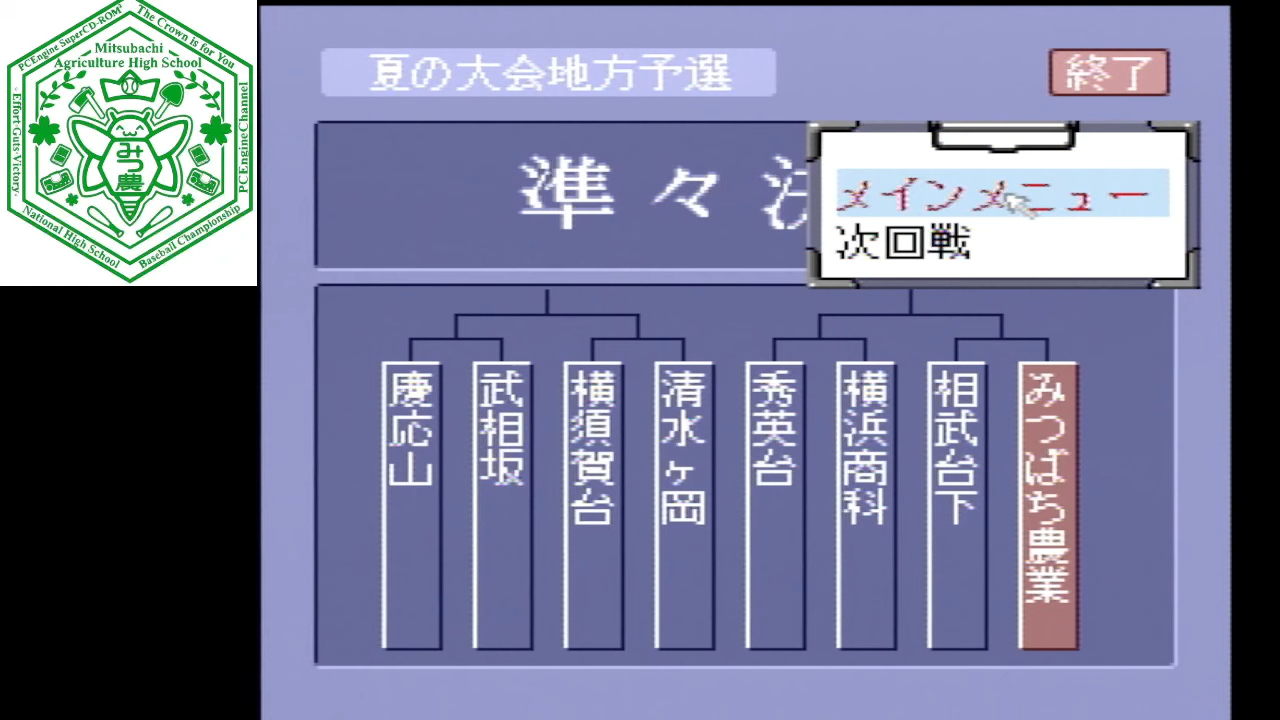 PCEngine SuperCD-ROM²
The Crown is for You
Mitsubachi
Agriculture High School
-Effort·Guts·Victory-
PCEngineChannel
みつ農
National High School
Baseball Championship
夏の大会地方予選
終了
準々決
メインメニュー
次回戦
慶応山
武相坂
横須賀台
清水ヶ岡
秀英台
横浜商科
相武台下
みつばち農業